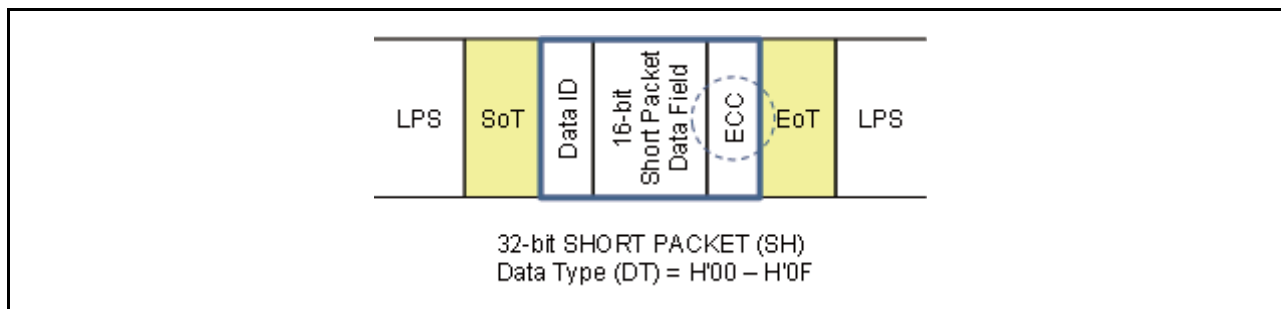 LPS
SoT
Data ID
16-bit
Short Packet
Data Field
ECC
EoT
LPS
32-bit SHORT PACKET (SH)
Data Type (DT) = H'00 – H'0F